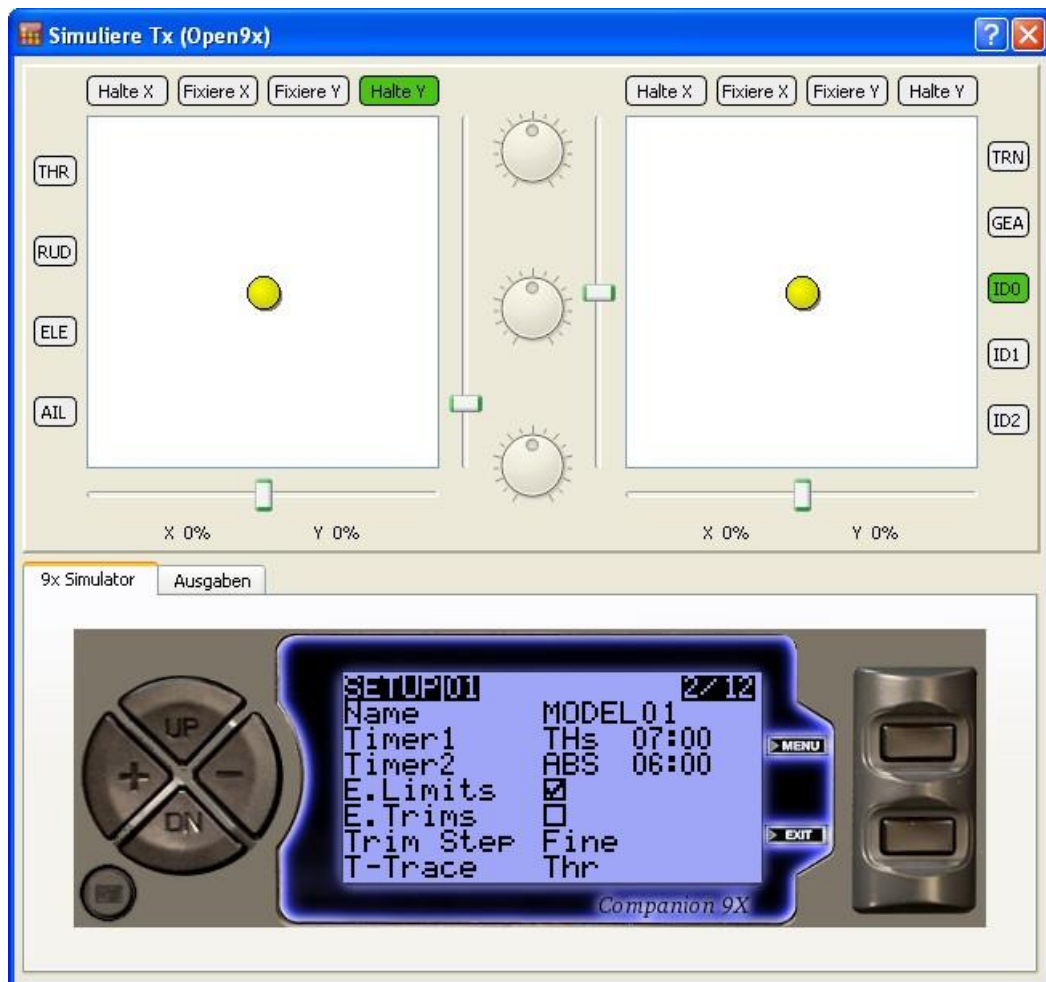 Simuliere Tx (Open9x)
Halte X Fixiere X Fixiere Y Halte Y
Halte X Fixiere X Fixiere Y Halte Y
THR
RUD
ELE
AIL
TRN
GEA
ID0
ID1
ID2
X 0% Y 0%
X 0% Y 0%
9x Simulator Ausgaben
UP
+ -
DN
SETUP 01 2/12
Name MODEL01
Timer1 THs 07:00
Timer2 ABS 06:00
E.Limits
E.Trims
Trim Step Fine
T-Trace Thr
MENU
EXIT
Companion 9X